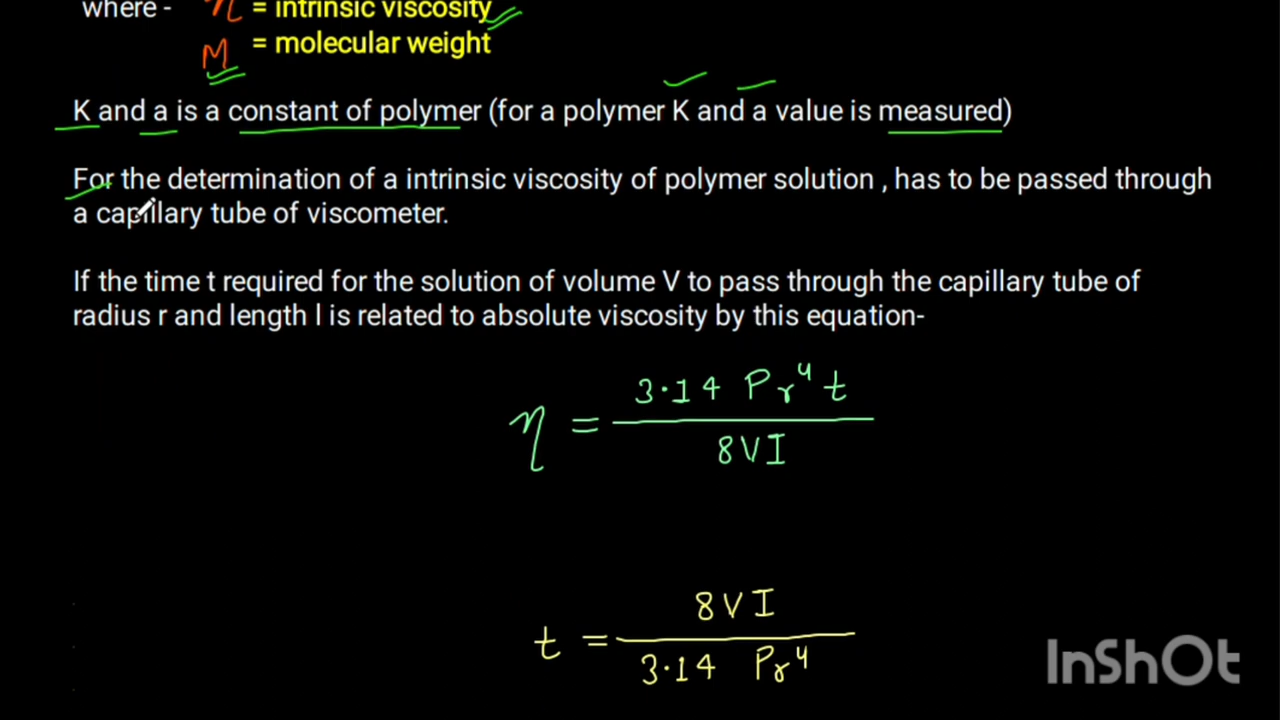 where - η = intrinsic viscosity
M = molecular weight
K and a is a constant of polymer (for a polymer K and a value is measured)
For the determination of a intrinsic viscosity of polymer solution , has to be passed through
a capillary tube of viscometer.
If the time t required for the solution of volume V to pass through the capillary tube of
radius r and length l is related to absolute viscosity by this equation-
η = 3.14 Pr⁴ t / 8VI
t = 8VI / 3.14 Pr⁴
InShOt